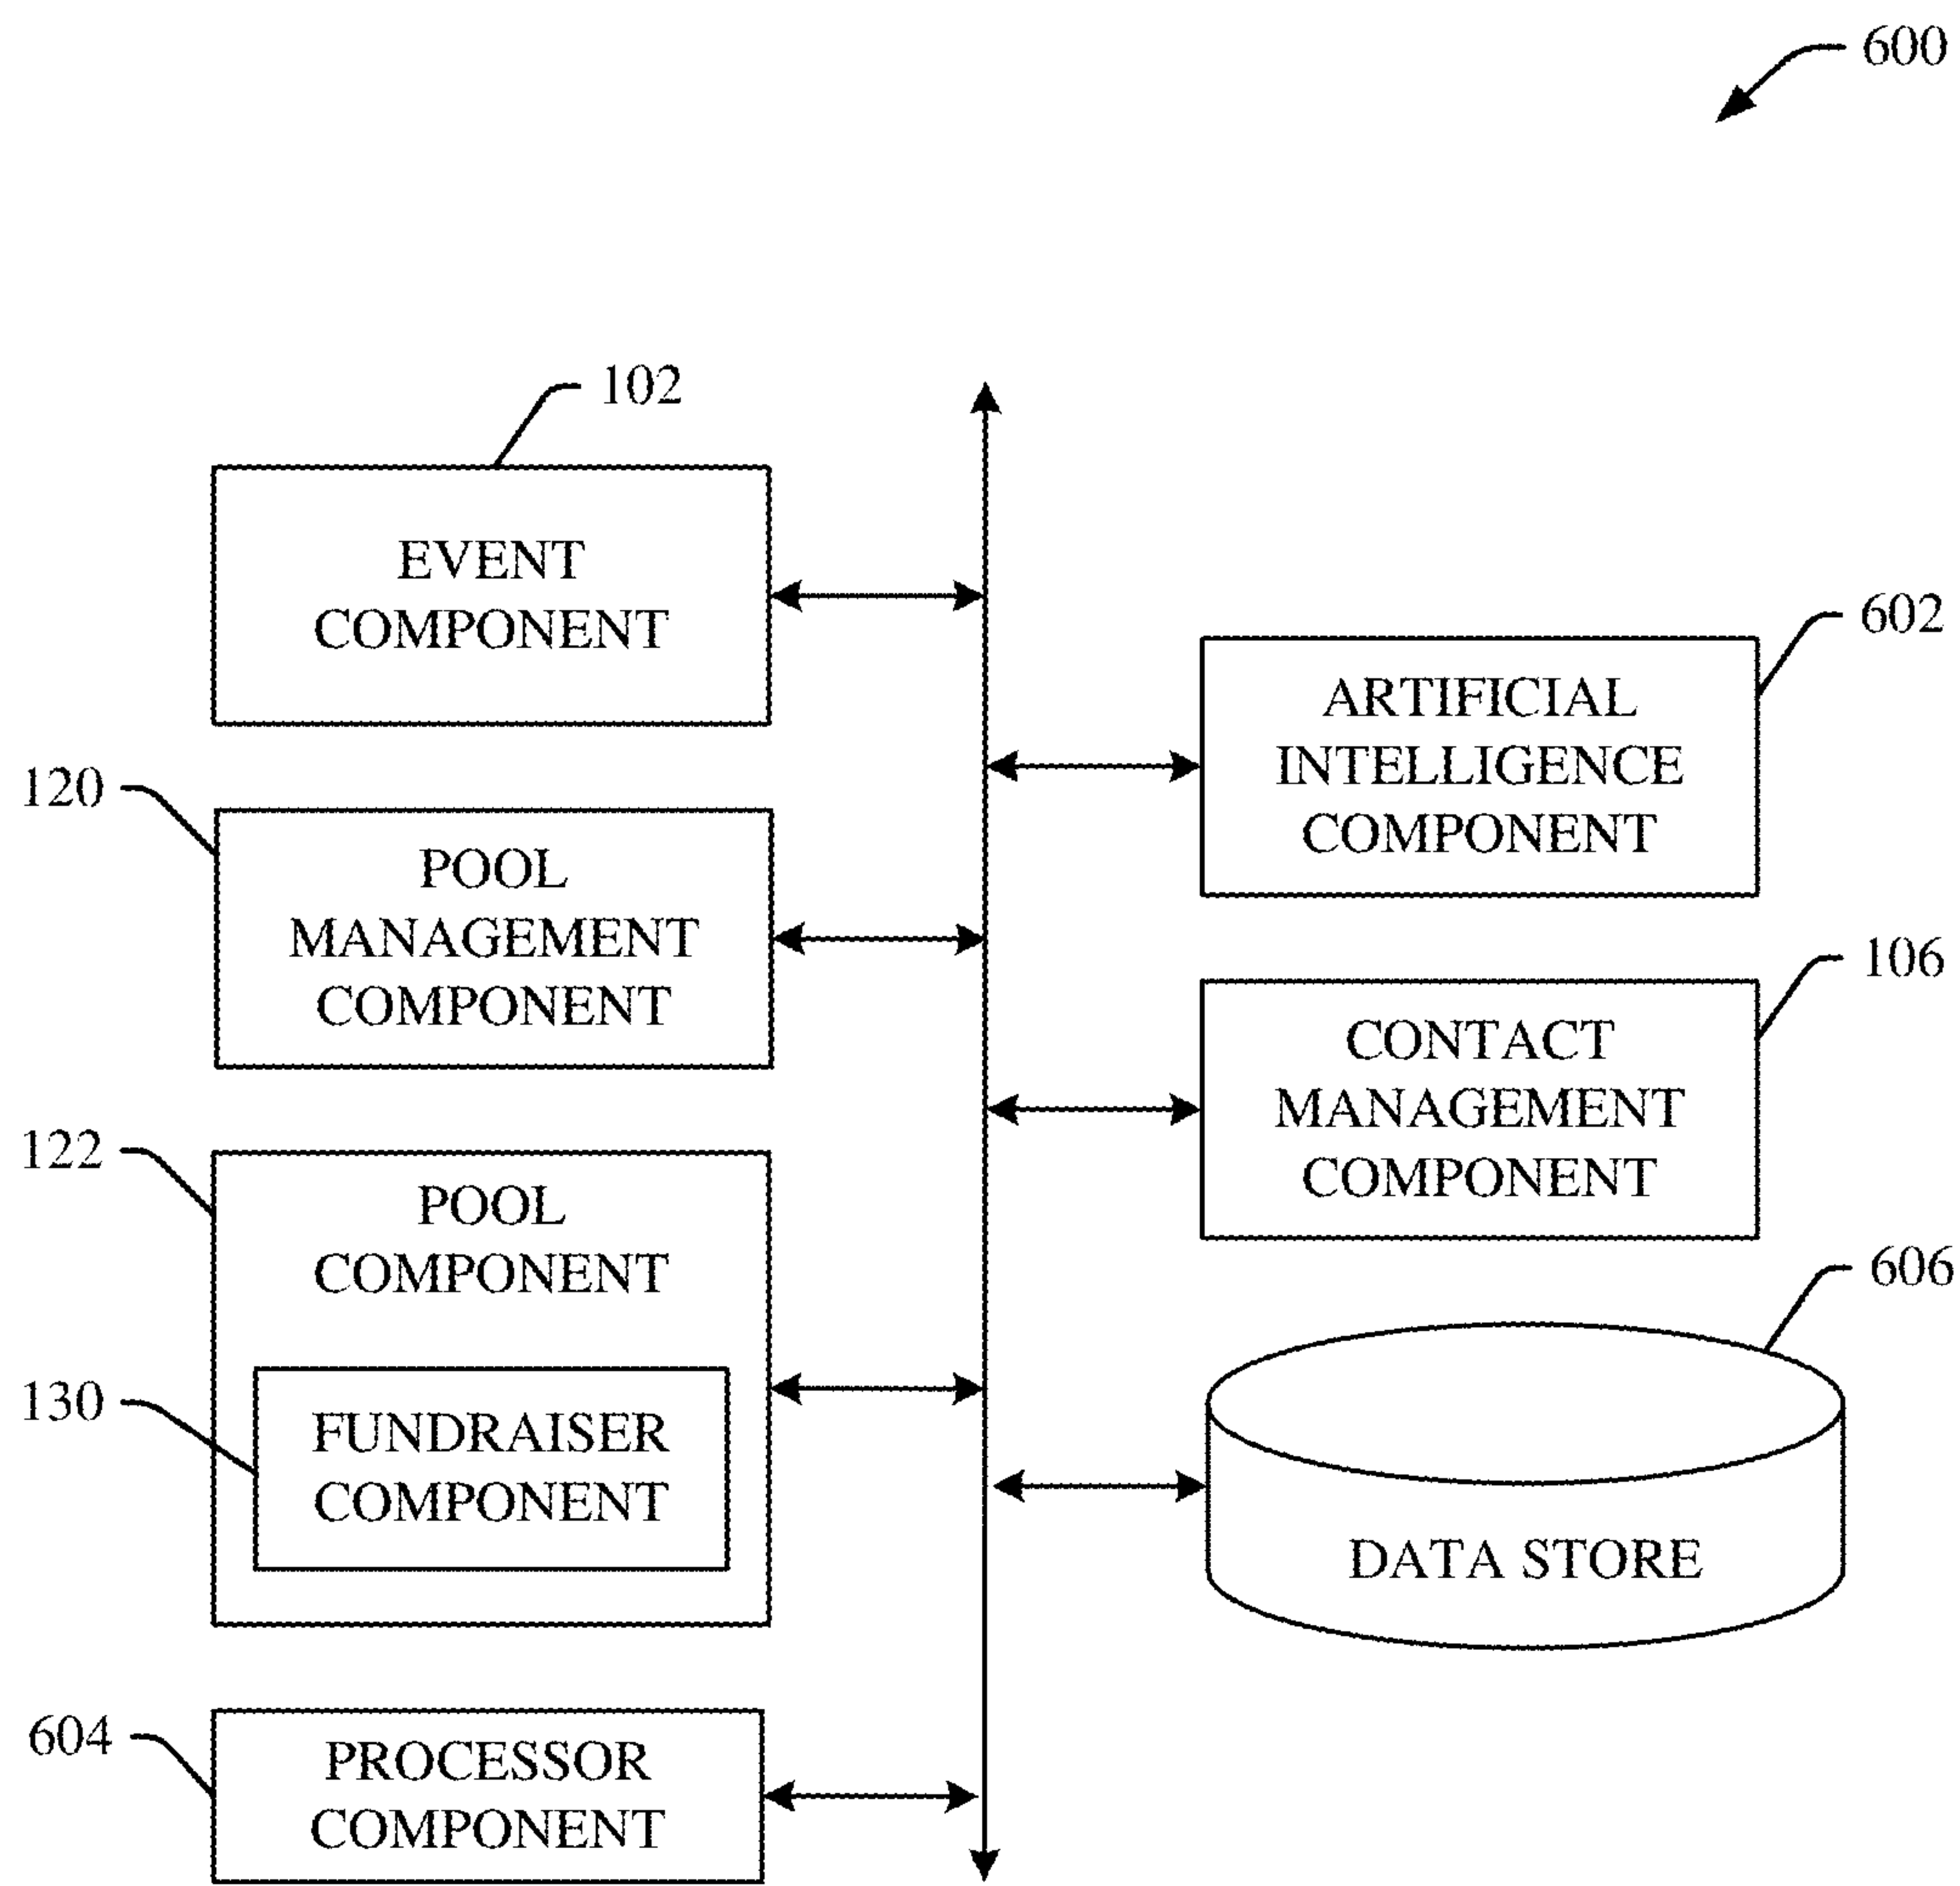 600
102
EVENT
COMPONENT
602
ARTIFICIAL
INTELLIGENCE
COMPONENT
120
POOL
MANAGEMENT
COMPONENT
106
CONTACT
MANAGEMENT
COMPONENT
122
POOL
COMPONENT
130
FUNDRAISER
COMPONENT
606
DATA STORE
604
PROCESSOR
COMPONENT